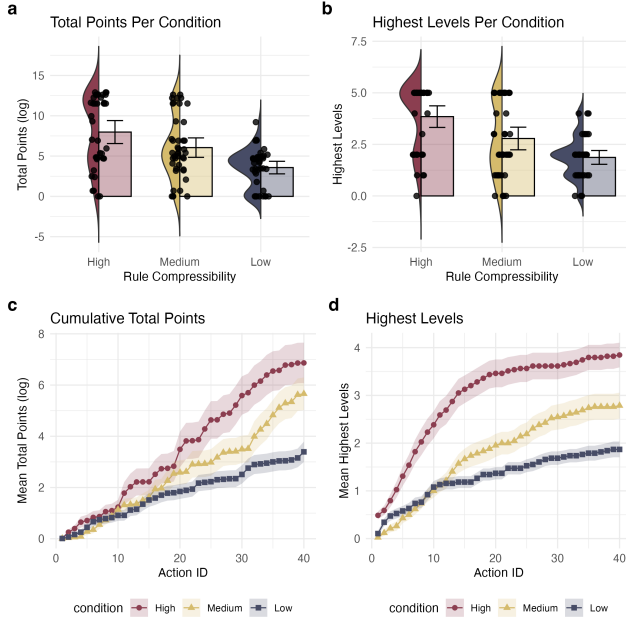 a
Total Points Per Condition
Total Points (log)
15
10
5
0
-5
High
Medium
Low
Rule Compressibility
b
Highest Levels Per Condition
Highest Levels
7.5
5.0
2.5
0.0
-2.5
High
Medium
Low
Rule Compressibility
c
Cumulative Total Points
Mean Total Points (log)
8
6
4
2
0
0
10
20
30
40
Action ID
d
Highest Levels
Mean Highest Levels
4
3
2
1
0
0
10
20
30
40
Action ID
condition High Medium Low
condition High Medium Low